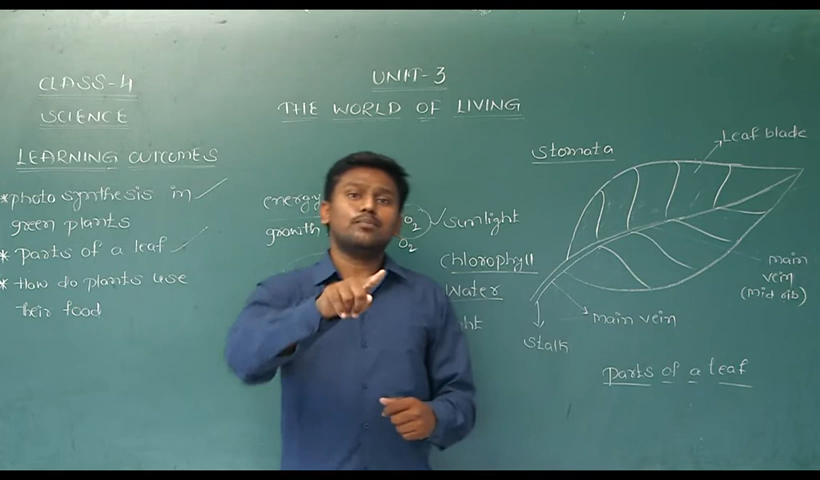 CLASS-4
SCIENCE
LEARNING OUTCOMES
*photo synthesis in
green plants
* parts of a leaf
* How do plants use
their food
UNIT-3
THE WORLD OF LIVING
energy
growth
O2
O2
Sunlight
Chlorophyll
Water
Stomata
Leaf blade
main
vein
(mid rib)
main vein
Stalk
parts of a leaf